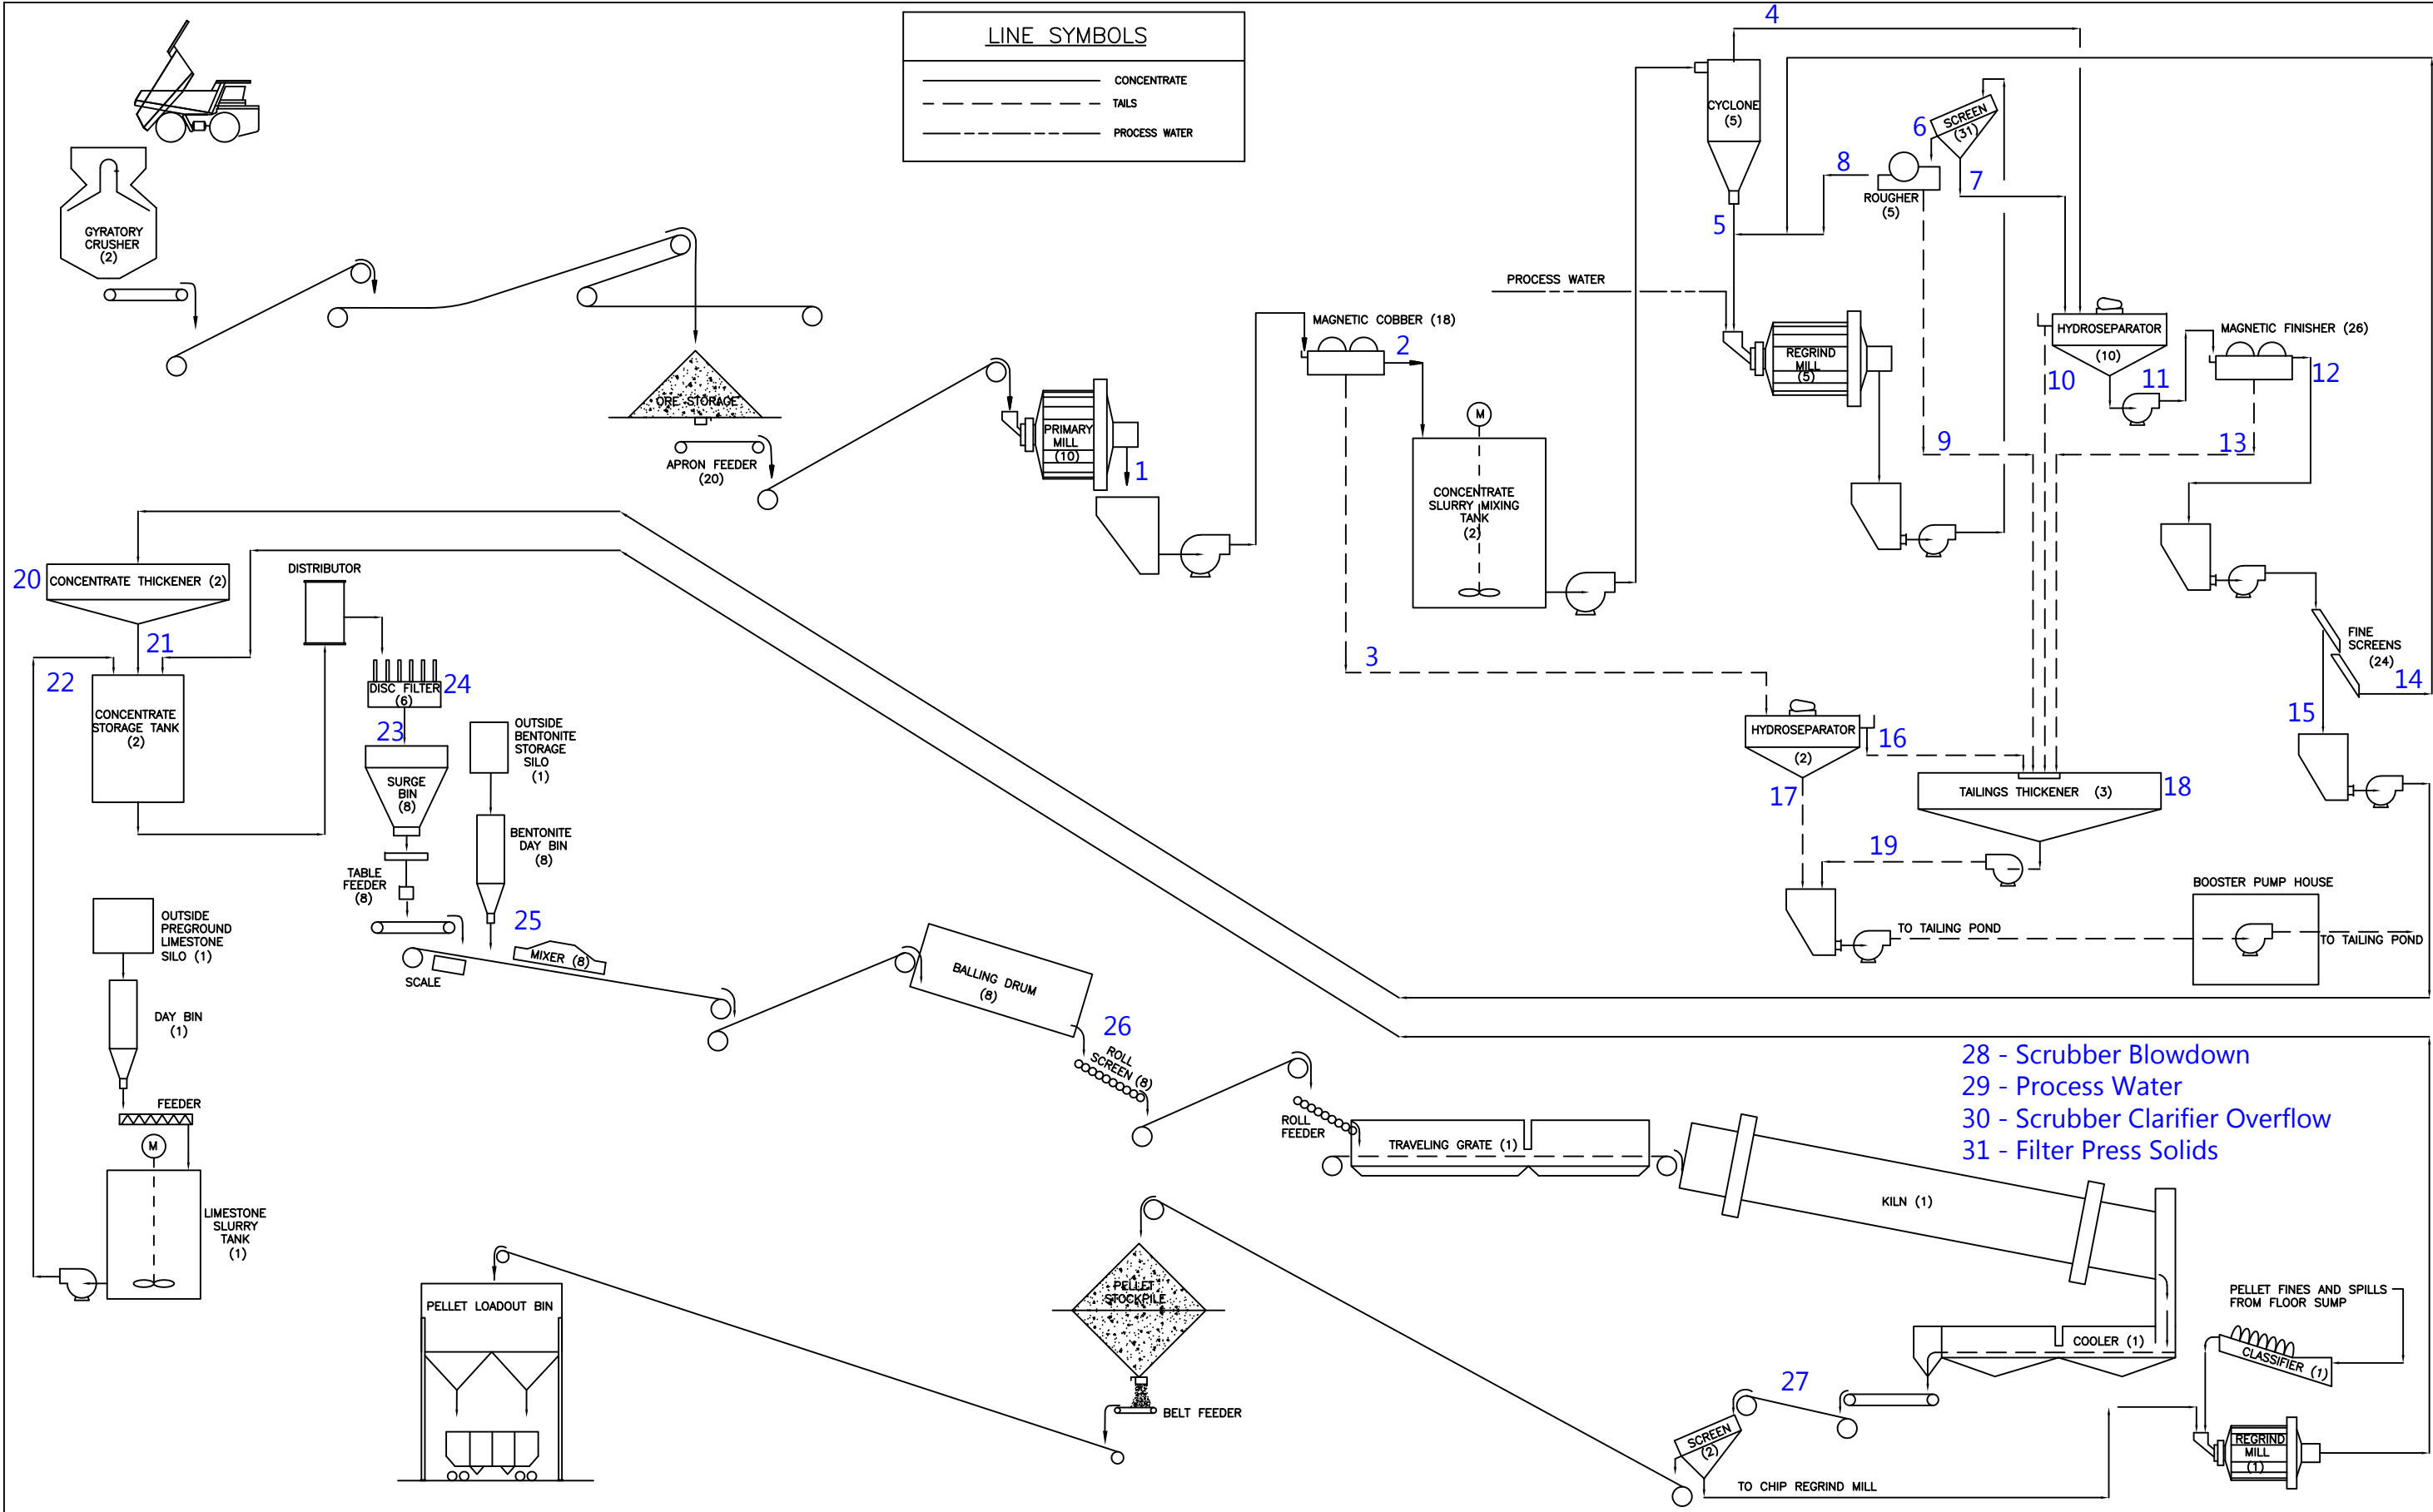 LINE SYMBOLS
CONCENTRATE
TAILS
PROCESS WATER
GYRATORY
CRUSHER
(2)
ORE STORAGE
APRON FEEDER
(20)
PRIMARY
MILL
(10)
1
MAGNETIC COBBER (18)
2
3
M
CONCENTRATE
SLURRY MIXING
TANK
(2)
4
CYCLONE
(5)
5
6
SCREEN
(31)
7
8
ROUGHER
(5)
PROCESS WATER
REGRIND
MILL
(5)
9
HYDROSEPARATOR
(10)
10
11
MAGNETIC FINISHER (26)
12
13
FINE
SCREENS
(24)
14
15
HYDROSEPARATOR
(2)
16
17
TAILINGS THICKENER (3)
18
19
TO TAILING POND
BOOSTER PUMP HOUSE
TO TAILING POND
20
CONCENTRATE THICKENER (2)
21
22
CONCENTRATE
STORAGE TANK
(2)
DISTRIBUTOR
DISC FILTER
(6)
24
23
SURGE
BIN
(8)
TABLE
FEEDER
(8)
OUTSIDE
BENTONITE
STORAGE
SILO
(1)
BENTONITE
DAY BIN
(8)
25
MIXER (8)
SCALE
OUTSIDE
PREGROUND
LIMESTONE
SILO (1)
DAY BIN
(1)
FEEDER
M
LIMESTONE
SLURRY
TANK
(1)
BALLING DRUM
(8)
26
ROLL
SCREEN (8)
ROLL
FEEDER
TRAVELING GRATE (1)
28 - Scrubber Blowdown
29 - Process Water
30 - Scrubber Clarifier Overflow
31 - Filter Press Solids
KILN (1)
COOLER (1)
PELLET FINES AND SPILLS
FROM FLOOR SUMP
CLASSIFIER (1)
REGRIND
MILL
(1)
27
SCREEN
(2)
TO CHIP REGRIND MILL
PELLET
STOCKPILE
BELT FEEDER
PELLET LOADOUT BIN